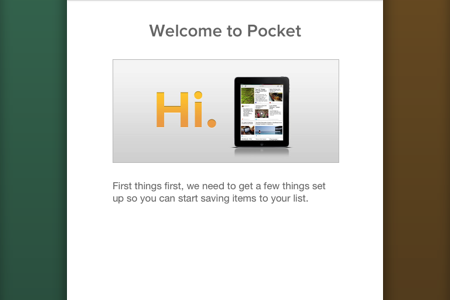 Welcome to Pocket
Hi.
First things first, we need to get a few things set
up so you can start saving items to your list.